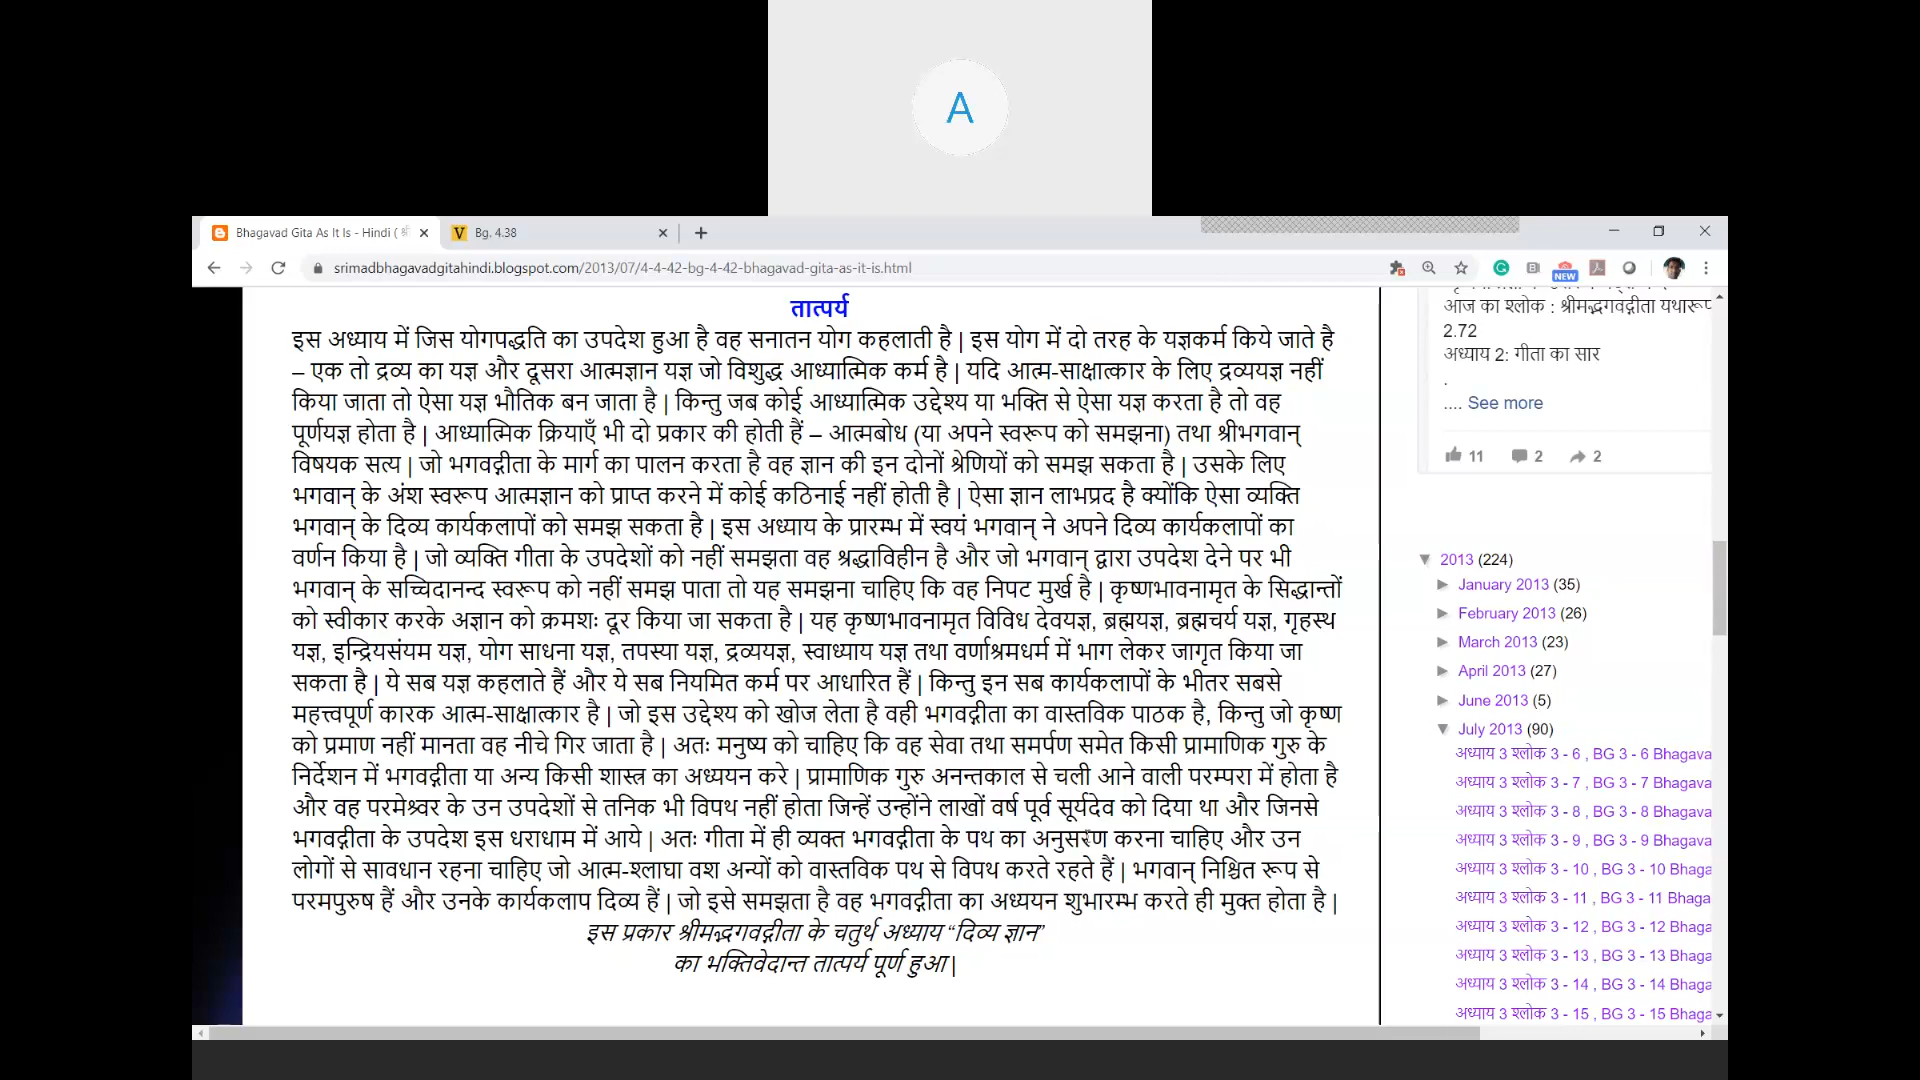 A
Bhagavad Gita As It Is - Hindi ( श्री
Bg. 4.38
srimadbhagavadgitahindi.blogspot.com/2013/07/4-4-42-bg-4-42-bhagavad-gita-as-it-is.html
NEW
तात्पर्य
इस अध्याय में जिस योगपद्धति का उपदेश हुआ है वह सनातन योग कहलाती है | इस योग में दो तरह के यज्ञकर्म किये जाते है
– एक तो द्रव्य का यज्ञ और दूसरा आत्मज्ञान यज्ञ जो विशुद्ध आध्यात्मिक कर्म है | यदि आत्म-साक्षात्कार के लिए द्रव्ययज्ञ नहीं
किया जाता तो ऐसा यज्ञ भौतिक बन जाता है | किन्तु जब कोई आध्यात्मिक उद्देश्य या भक्ति से ऐसा यज्ञ करता है तो वह
पूर्णयज्ञ होता है | आध्यात्मिक क्रियाएँ भी दो प्रकार की होती हैं – आत्मबोध (या अपने स्वरूप को समझना) तथा श्रीभगवान्
विषयक सत्य | जो भगवद्गीता के मार्ग का पालन करता है वह ज्ञान की इन दोनों श्रेणियों को समझ सकता है | उसके लिए
भगवान् के अंश स्वरूप आत्मज्ञान को प्राप्त करने में कोई कठिनाई नहीं होती है | ऐसा ज्ञान लाभप्रद है क्योंकि ऐसा व्यक्ति
भगवान् के दिव्य कार्यकलापों को समझ सकता है | इस अध्याय के प्रारम्भ में स्वयं भगवान् ने अपने दिव्य कार्यकलापों का
वर्णन किया है | जो व्यक्ति गीता के उपदेशों को नहीं समझता वह श्रद्धाविहीन है और जो भगवान् द्वारा उपदेश देने पर भी
भगवान् के सच्चिदानन्द स्वरूप को नहीं समझ पाता तो यह समझना चाहिए कि वह निपट मुर्ख है | कृष्णभावनामृत के सिद्धान्तों
को स्वीकार करके अज्ञान को क्रमशः दूर किया जा सकता है | यह कृष्णभावनामृत विविध देवयज्ञ, ब्रह्मयज्ञ, ब्रह्मचर्य यज्ञ, गृहस्थ
यज्ञ, इन्द्रियसंयम यज्ञ, योग साधना यज्ञ, तपस्या यज्ञ, द्रव्ययज्ञ, स्वाध्याय यज्ञ तथा वर्णाश्रमधर्म में भाग लेकर जागृत किया जा
सकता है | ये सब यज्ञ कहलाते हैं और ये सब नियमित कर्म पर आधारित हैं | किन्तु इन सब कार्यकलापों के भीतर सबसे
महत्त्वपूर्ण कारक आत्म-साक्षात्कार है | जो इस उद्देश्य को खोज लेता है वही भगवद्गीता का वास्तविक पाठक है, किन्तु जो कृष्ण
को प्रमाण नहीं मानता वह नीचे गिर जाता है | अतः मनुष्य को चाहिए कि वह सेवा तथा समर्पण समेत किसी प्रामाणिक गुरु के
निर्देशन में भगवद्गीता या अन्य किसी शास्त्र का अध्ययन करे | प्रामाणिक गुरु अनन्तकाल से चली आने वाली परम्परा में होता है
और वह परमेश्र्वर के उन उपदेशों से तनिक भी विपथ नहीं होता जिन्हें उन्होंने लाखों वर्ष पूर्व सूर्यदेव को दिया था और जिनसे
भगवद्गीता के उपदेश इस धराधाम में आये | अतः गीता में ही व्यक्त भगवद्गीता के पथ का अनुसरण करना चाहिए और उन
लोगों से सावधान रहना चाहिए जो आत्म-श्लाघा वश अन्यों को वास्तविक पथ से विपथ करते रहते हैं | भगवान् निश्चित रूप से
परमपुरुष हैं और उनके कार्यकलाप दिव्य हैं | जो इसे समझता है वह भगवद्गीता का अध्ययन शुभारम्भ करते ही मुक्त होता है |
इस प्रकार श्रीमद्भगवद्गीता के चतुर्थ अध्याय “दिव्य ज्ञान”
का भक्तिवेदान्त तात्पर्य पूर्ण हुआ |
आज का श्लोक : श्रीमद्भगवद्गीता यथारूप
2.72
अध्याय 2: गीता का सार
.
.... See more
11 2 2
2013 (224)
January 2013 (35)
February 2013 (26)
March 2013 (23)
April 2013 (27)
June 2013 (5)
July 2013 (90)
अध्याय 3 श्लोक 3 - 6 , BG 3 - 6 Bhagava
अध्याय 3 श्लोक 3 - 7 , BG 3 - 7 Bhagava
अध्याय 3 श्लोक 3 - 8 , BG 3 - 8 Bhagava
अध्याय 3 श्लोक 3 - 9 , BG 3 - 9 Bhagava
अध्याय 3 श्लोक 3 - 10 , BG 3 - 10 Bhaga
अध्याय 3 श्लोक 3 - 11 , BG 3 - 11 Bhaga
अध्याय 3 श्लोक 3 - 12 , BG 3 - 12 Bhaga
अध्याय 3 श्लोक 3 - 13 , BG 3 - 13 Bhaga
अध्याय 3 श्लोक 3 - 14 , BG 3 - 14 Bhaga
अध्याय 3 श्लोक 3 - 15 , BG 3 - 15 Bhaga